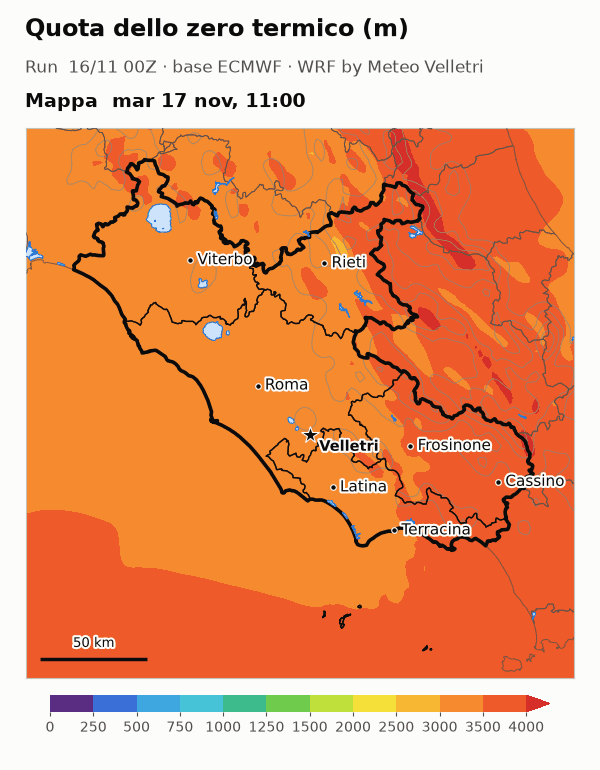 Quota dello zero termico (m)
Run  16/11 00Z · base ECMWF · WRF by Meteo Velletri
Mappa  mar 17 nov, 11:00
Viterbo
Rieti
Roma
Velletri
Frosinone
Latina
Cassino
Terracina
50 km
0 250 500 750 1000 1250 1500 2000 2500 3000 3500 4000